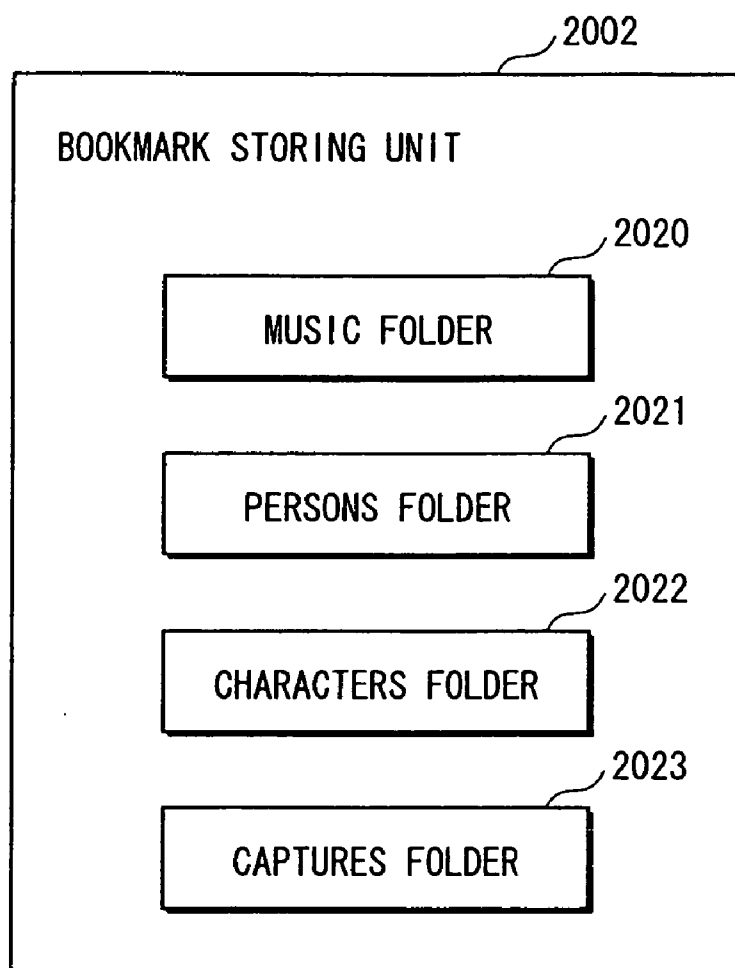 2002
BOOKMARK STORING UNIT
2020
MUSIC FOLDER
2021
PERSONS FOLDER
2022
CHARACTERS FOLDER
2023
CAPTURES FOLDER